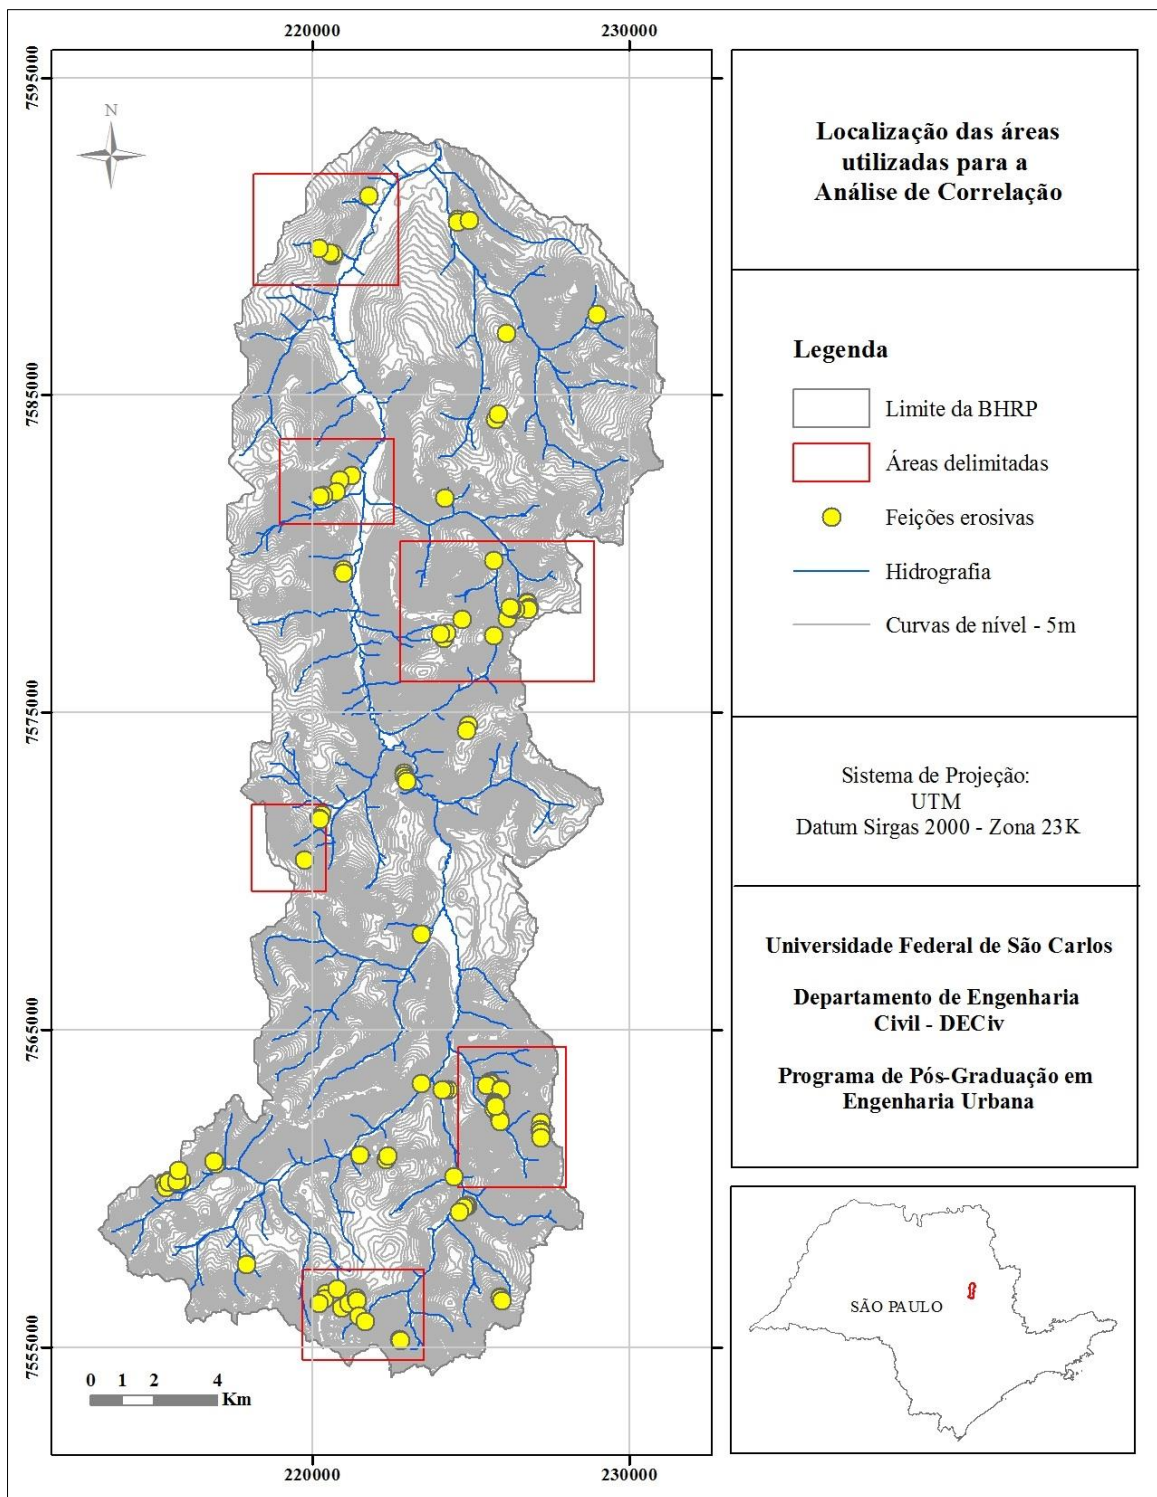 220000
230000
7595000
N
Localização das áreas
utilizadas para a
Análise de Correlação
Legenda
7585000
Limite da BHRP
Áreas delimitadas
Feições erosivas
Hidrografia
Curvas de nível - 5m
7575000
Sistema de Projeção:
UTM
Datum Sirgas 2000 - Zona 23K
Universidade Federal de São Carlos
Departamento de Engenharia
Civil - DECiv
7565000
Programa de Pós-Graduação em
Engenharia Urbana
SÃO PAULO
7555000
0 1 2 4
Km
220000
230000